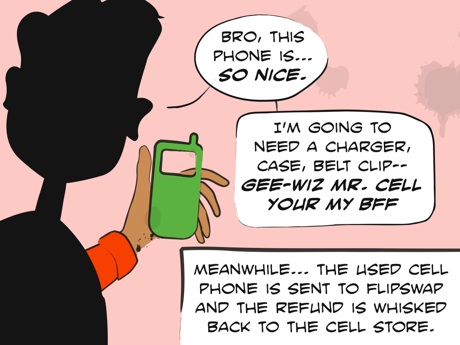 BRO, THIS
PHONE IS...
SO NICE.
I'M GOING TO
NEED A CHARGER,
CASE, BELT CLIP--
GEE-WIZ MR. CELL
YOUR MY BFF
MEANWHILE... THE USED CELL
PHONE IS SENT TO FLIPSWAP
AND THE REFUND IS WHISKED
BACK TO THE CELL STORE.